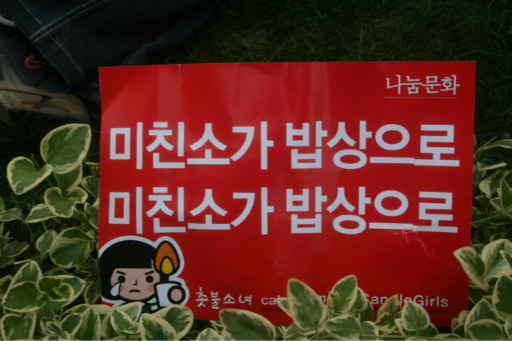 나눔문화
미친소가 밥상으로
미친소가 밥상으로
촛불소녀 CandleGirls